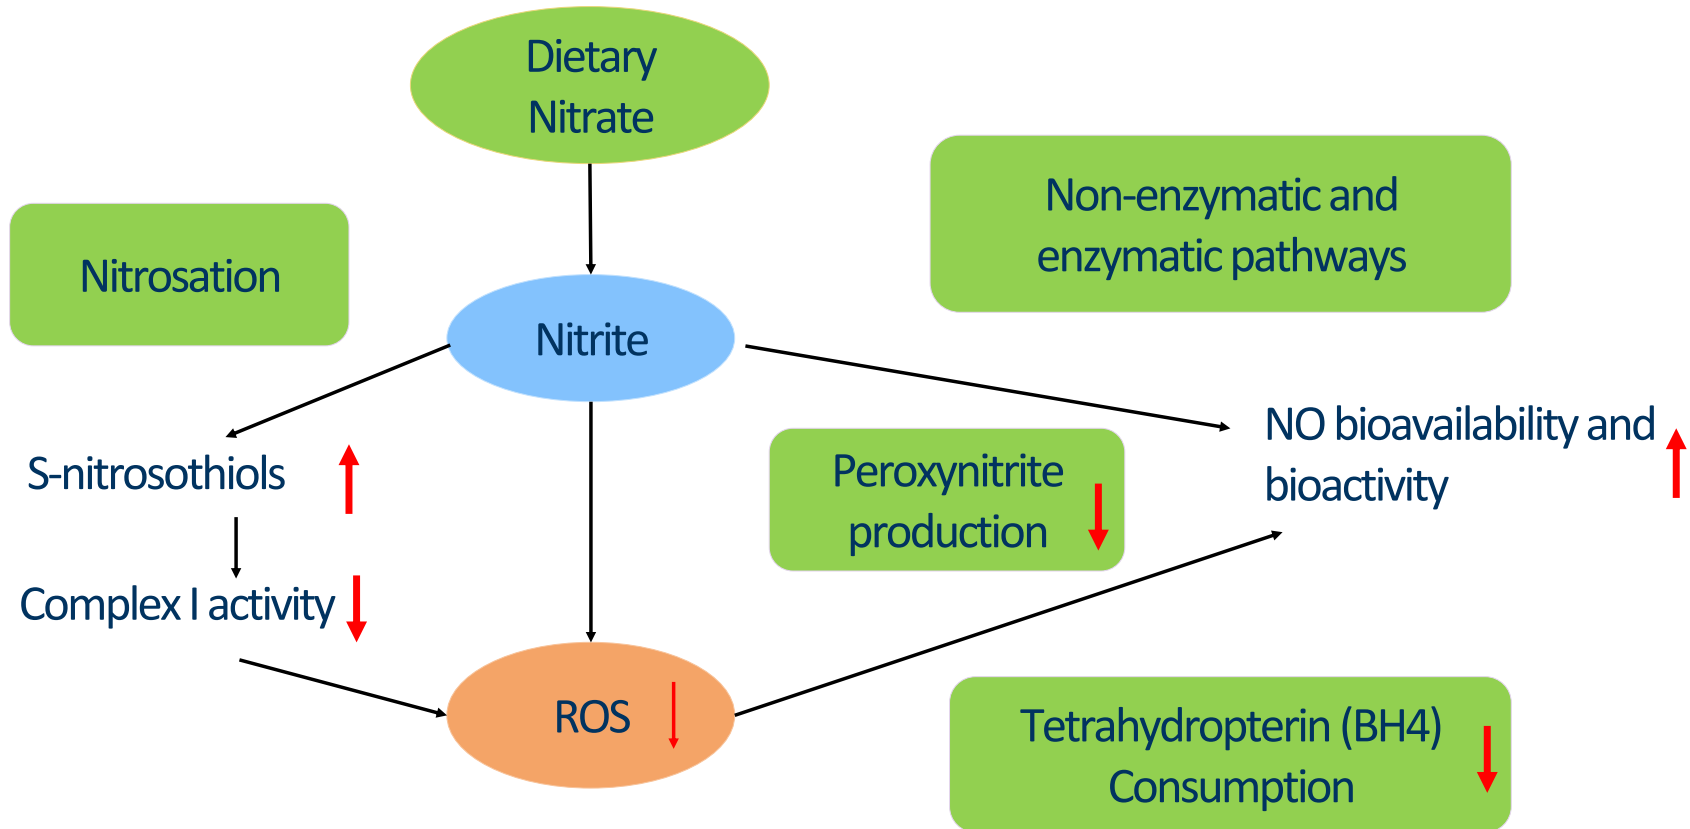 Dietary
Nitrate
Non-enzymatic and
enzymatic pathways
Nitrosation
Nitrite
NO bioavailability and
bioactivity
S-nitrosothiols
Peroxynitrite
production
Complex I activity
ROS
Tetrahydropterin (BH4)
Consumption